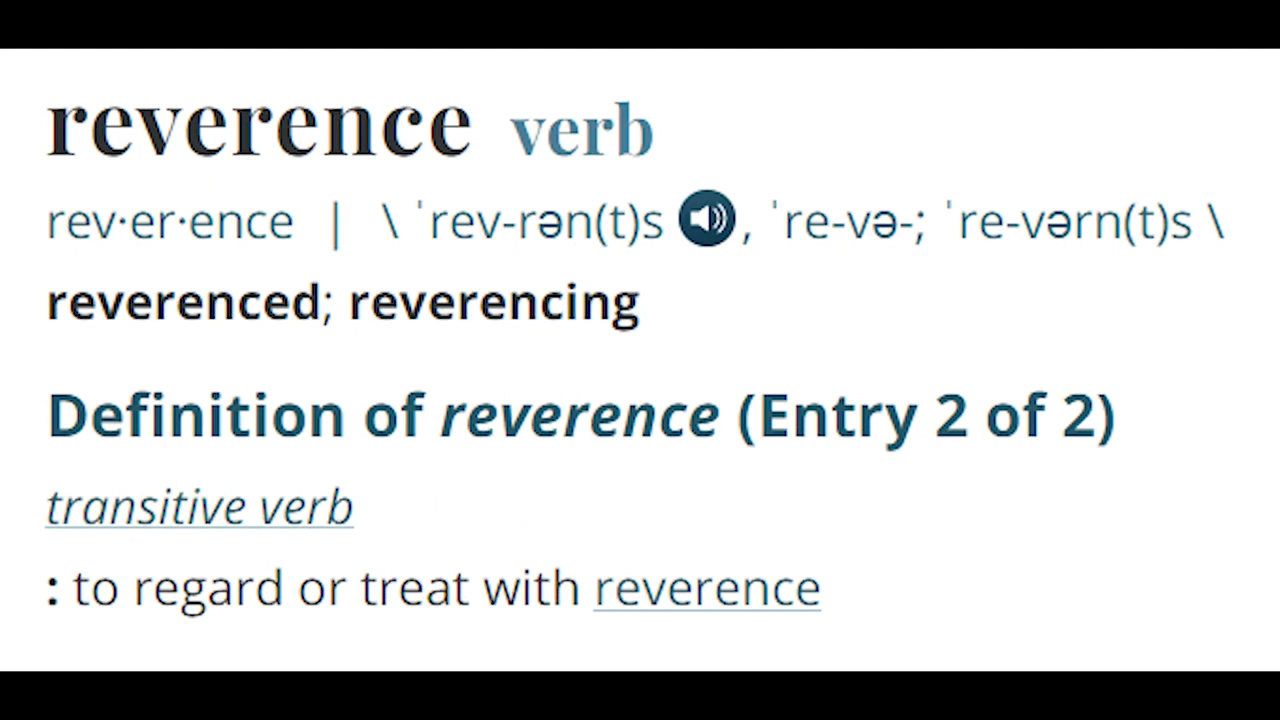 reverence verb
rev·er·ence | \ ˈrev-rən(t)s , ˈre-və-; ˈre-vərn(t)s \
reverenced; reverencing
Definition of reverence (Entry 2 of 2)
transitive verb
: to regard or treat with reverence